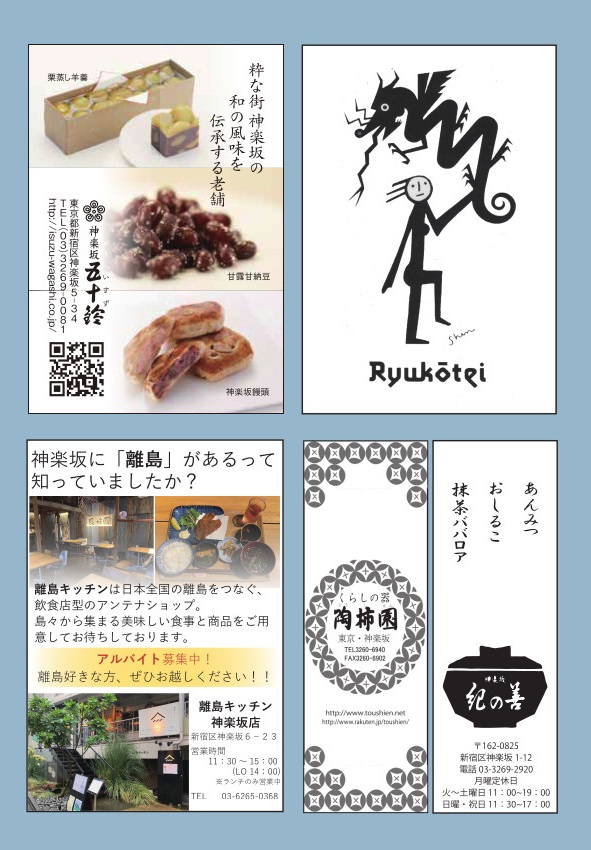 栗蒸し羊羹
粋な街 神楽坂の
和の風味を
伝承する老舗
甘露甘納豆
神楽坂饅頭
神楽坂
五十鈴
いすず
東京都新宿区神楽坂5-34
TEL(03)3269-0081
http://isuzu-wagashi.co.jp/
Shin
Ryukōtei
神楽坂に「離島」があるって
知っていましたか？
離島キッチンは日本全国の離島をつなぐ、
飲食店型のアンテナショップ。
島々から集まる美味しい食事と商品をご用
意してお待ちしております。
アルバイト募集中！
離島好きな方、ぜひお越しください！！
離島キッチン
神楽坂店
新宿区神楽坂６－２３
営業時間
11：30 ～ 15：00
(LO 14：00)
※ランチのみ営業中
TEL 03-6265-0368
くらしの器
陶柿園
東京・神楽坂
TEL3260-6940
FAX3260-6902
http://www.toushien.net
http://www.rakuten.jp/toushien/
あんみつ
おしるこ
抹茶ババロア
神楽坂
紀の善
〒162-0825
新宿区神楽坂 1-12
電話 03-3269-2920
月曜定休日
火～土曜日 11：00~19：00
日曜・祝日 11：30~17：00